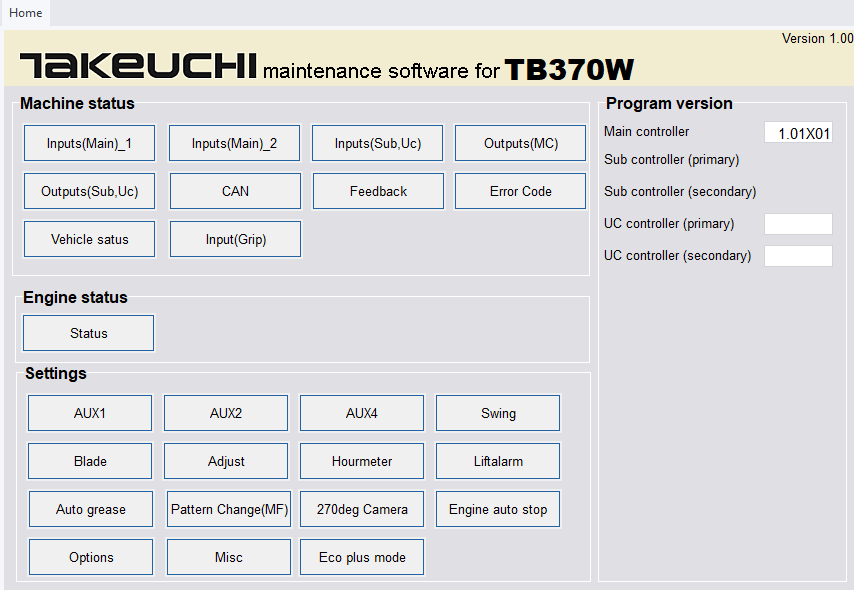 Home
Version 1.00
TAKEUCHI maintenance software for TB370W
Machine status
Inputs(Main)_1 Inputs(Main)_2 Inputs(Sub,Uc) Outputs(MC)
Outputs(Sub,Uc) CAN Feedback Error Code
Vehicle satus Input(Grip)
Engine status
Status
Settings
AUX1 AUX2 AUX4 Swing
Blade Adjust Hourmeter Liftalarm
Auto grease Pattern Change(MF) 270deg Camera Engine auto stop
Options Misc Eco plus mode
Program version
Main controller 1.01X01
Sub controller (primary)
Sub controller (secondary)
UC controller (primary)
UC controller (secondary)